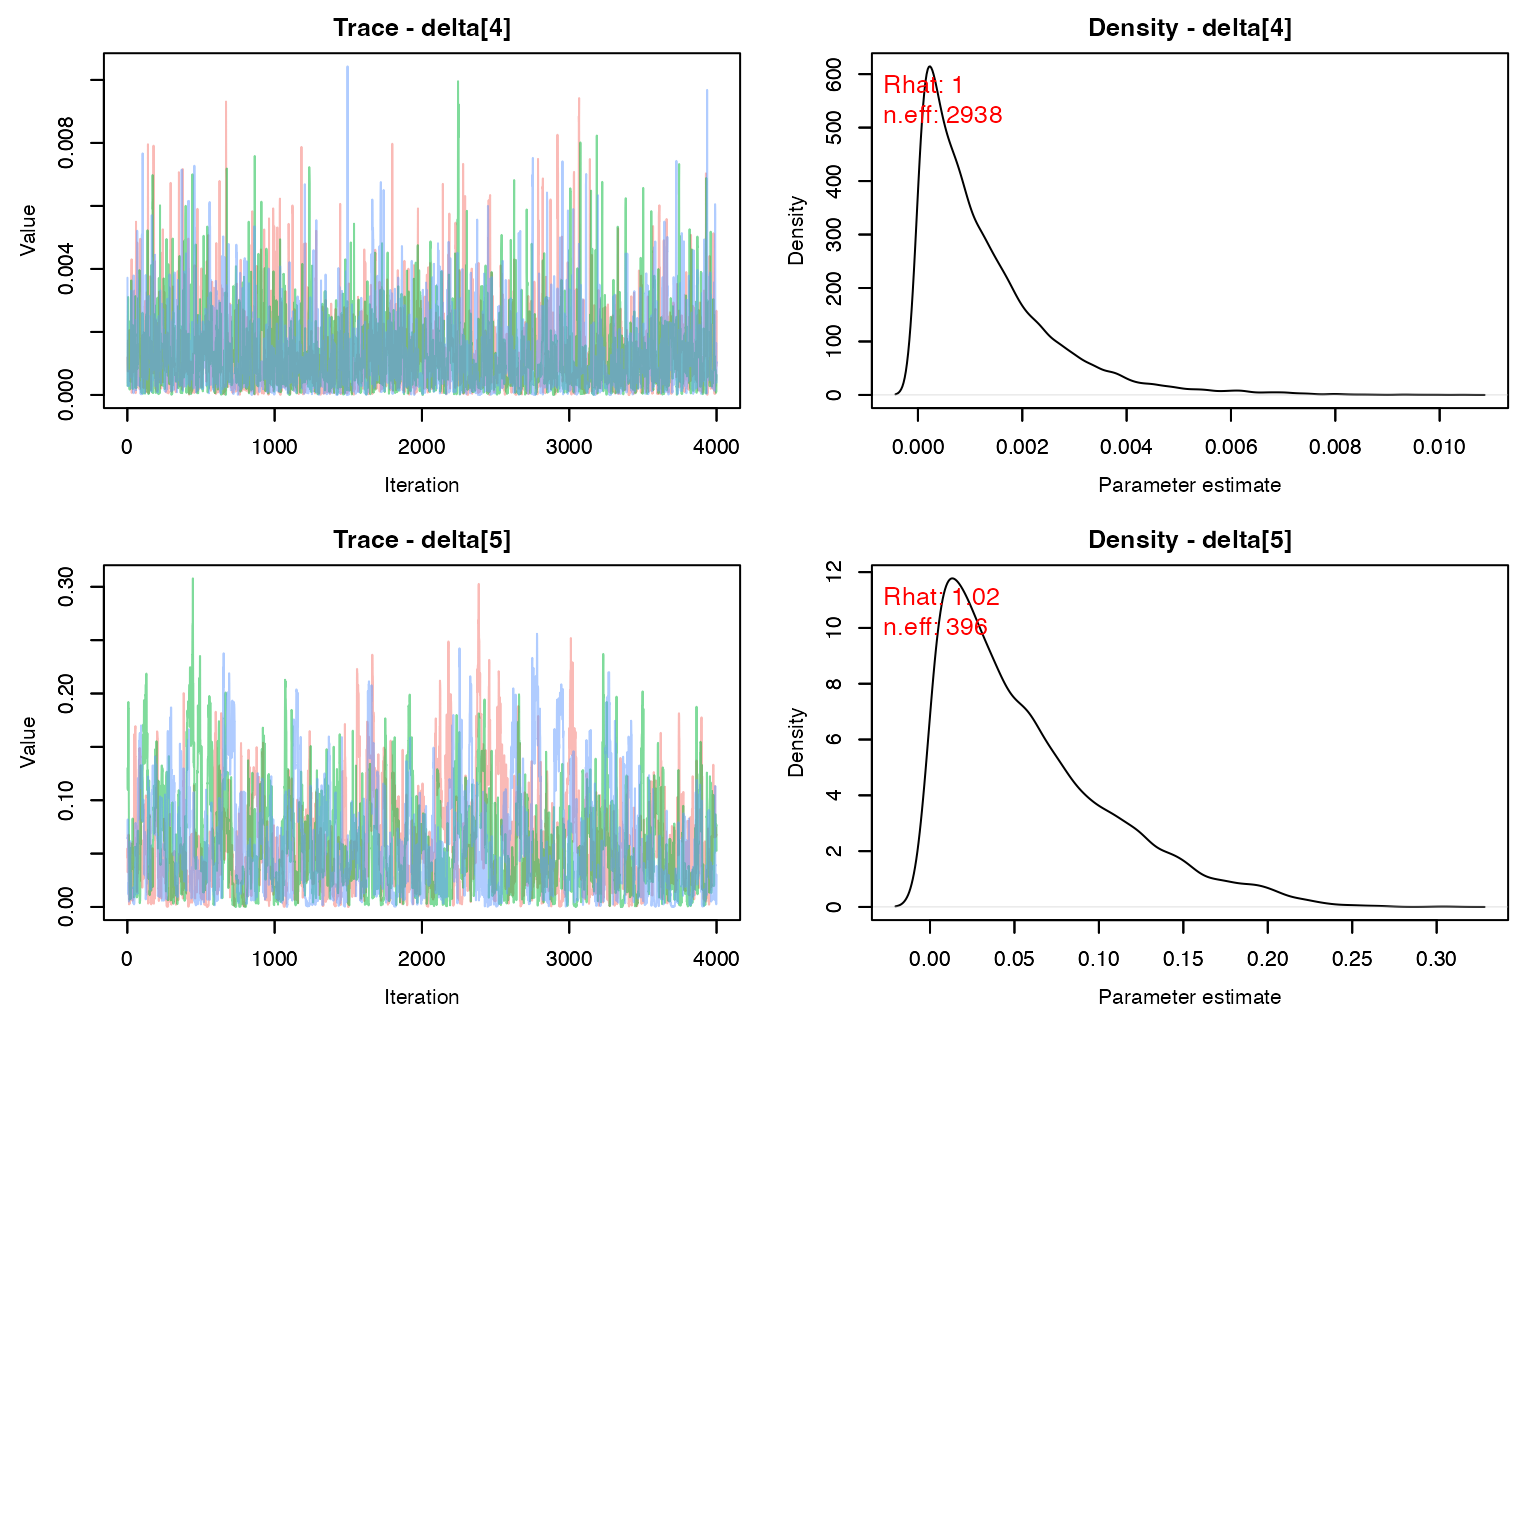 Trace - delta[4]
Value
0.000
0.004
0.008
0
1000
2000
3000
4000
Iteration
Density - delta[4]
Rhat: 1
n.eff: 2938
Density
0
100
200
300
400
500
600
0.000
0.002
0.004
0.006
0.008
0.010
Parameter estimate
Trace - delta[5]
Value
0.00
0.10
0.20
0.30
0
1000
2000
3000
4000
Iteration
Density - delta[5]
Rhat: 1.02
n.eff: 396
Density
0
2
4
6
8
10
12
0.00
0.05
0.10
0.15
0.20
0.25
0.30
Parameter estimate